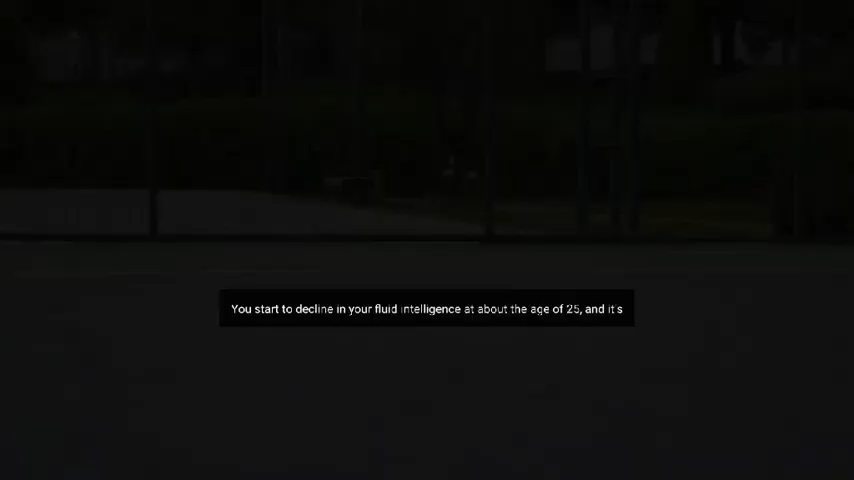 You start to decline in your fluid intelligence at about the age of 25, and it's